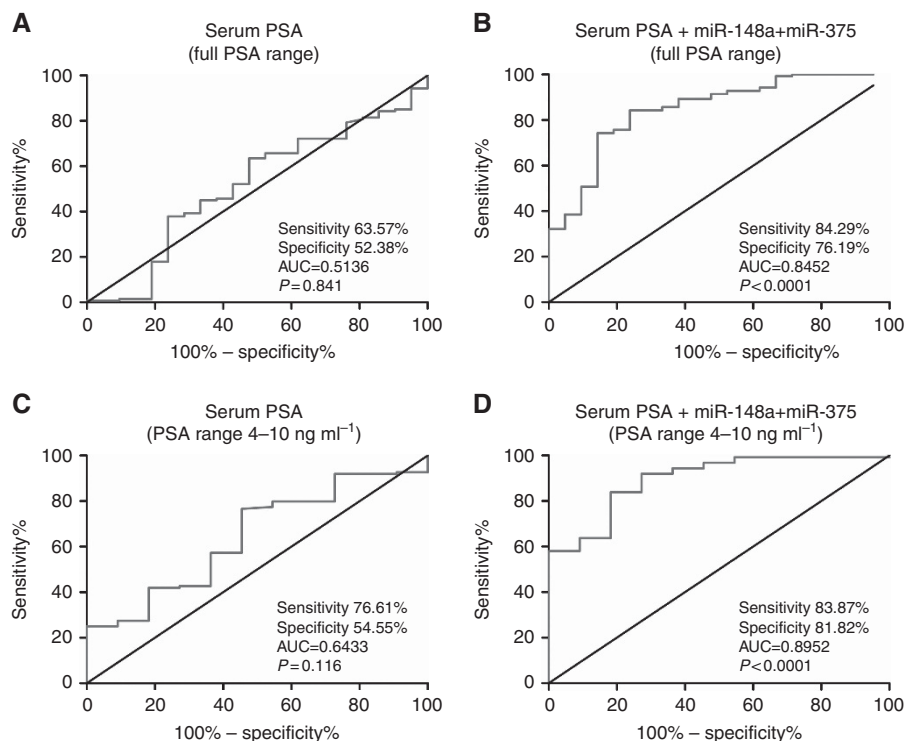 A
Serum PSA
(full PSA range)
Sensitivity%
100
80
60
40
20
0
Sensitivity 63.57%
Specificity 52.38%
AUC=0.5136
P=0.841
0 20 40 60 80 100
100% – specificity%
B
Serum PSA + miR-148a+miR-375
(full PSA range)
Sensitivity%
100
80
60
40
20
0
Sensitivity 84.29%
Specificity 76.19%
AUC=0.8452
P<0.0001
0 20 40 60 80 100
100% – specificity%
C
Serum PSA
(PSA range 4–10 ng ml⁻¹)
Sensitivity%
100
80
60
40
20
0
Sensitivity 76.61%
Specificity 54.55%
AUC=0.6433
P=0.116
0 20 40 60 80 100
100% – specificity%
D
Serum PSA + miR-148a+miR-375
(PSA range 4–10 ng ml⁻¹)
Sensitivity%
100
80
60
40
20
0
Sensitivity 83.87%
Specificity 81.82%
AUC=0.8952
P<0.0001
0 20 40 60 80 100
100% – specificity%